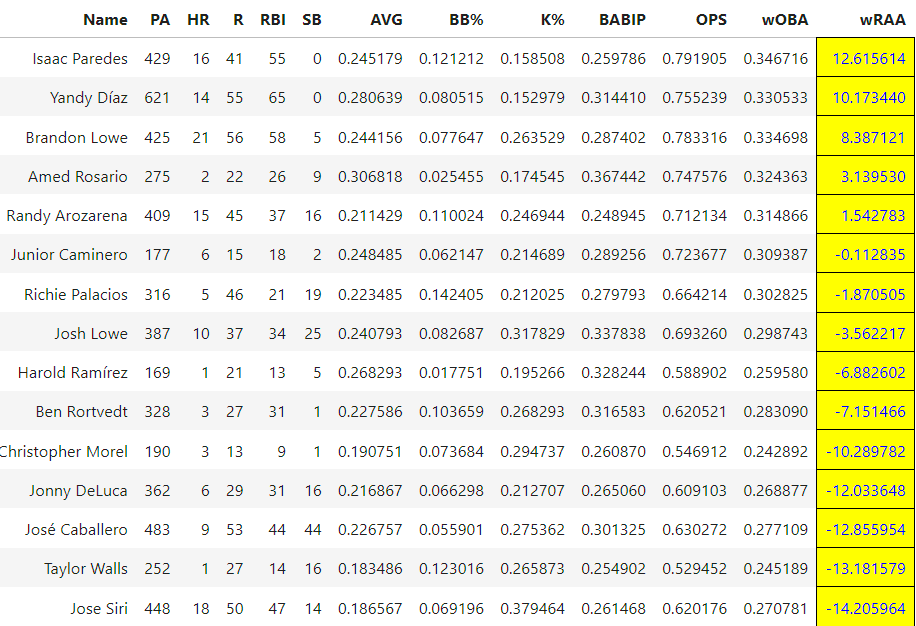 Name PA HR R RBI SB AVG BB% K% BABIP OPS wOBA wRAA
Isaac Paredes 429 16 41 55 0 0.245179 0.121212 0.158508 0.259786 0.791905 0.346716 12.615614
Yandy Díaz 621 14 55 65 0 0.280639 0.080515 0.152979 0.314410 0.755239 0.330533 10.173440
Brandon Lowe 425 21 56 58 5 0.244156 0.077647 0.263529 0.287402 0.783316 0.334698 8.387121
Amed Rosario 275 2 22 26 9 0.306818 0.025455 0.174545 0.367442 0.747576 0.324363 3.139530
Randy Arozarena 409 15 45 37 16 0.211429 0.110024 0.246944 0.248945 0.712134 0.314866 1.542783
Junior Caminero 177 6 15 18 2 0.248485 0.062147 0.214689 0.289256 0.723677 0.309387 -0.112835
Richie Palacios 316 5 46 21 19 0.223485 0.142405 0.212025 0.279793 0.664214 0.302825 -1.870505
Josh Lowe 387 10 37 34 25 0.240793 0.082687 0.317829 0.337838 0.693260 0.298743 -3.562217
Harold Ramírez 169 1 21 13 5 0.268293 0.017751 0.195266 0.328244 0.588902 0.259580 -6.882602
Ben Rortvedt 328 3 27 31 1 0.227586 0.103659 0.268293 0.316583 0.620521 0.283090 -7.151466
Christopher Morel 190 3 13 9 1 0.190751 0.073684 0.294737 0.260870 0.546912 0.242892 -10.289782
Jonny DeLuca 362 6 29 31 16 0.216867 0.066298 0.212707 0.265060 0.609103 0.268877 -12.033648
José Caballero 483 9 53 44 44 0.226757 0.055901 0.275362 0.301325 0.630272 0.277109 -12.855954
Taylor Walls 252 1 27 14 16 0.183486 0.123016 0.265873 0.254902 0.529452 0.245189 -13.181579
Jose Siri 448 18 50 47 14 0.186567 0.069196 0.379464 0.261468 0.620176 0.270781 -14.205964